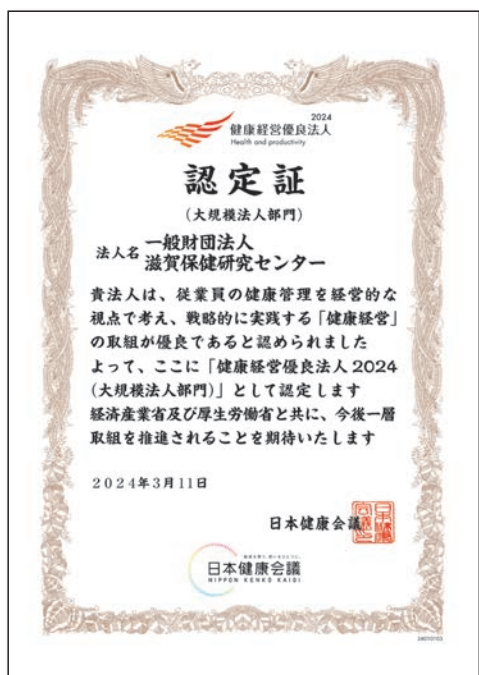 2024
健康経営優良法人
Health and productivity
認定証
(大規模法人部門)
法人名 一般財団法人
滋賀保健研究センター
貴法人は、従業員の健康管理を経営的な
視点で考え、戦略的に実践する「健康経営」
の取組が優良であると認められました
よって、ここに「健康経営優良法人2024
(大規模法人部門)」として認定します
経済産業省及び厚生労働省と共に、今後一層
取組を推進されることを期待いたします
2024年3月11日
日本健康会議
日本健康会議
NIPPON KENKO KAIGI